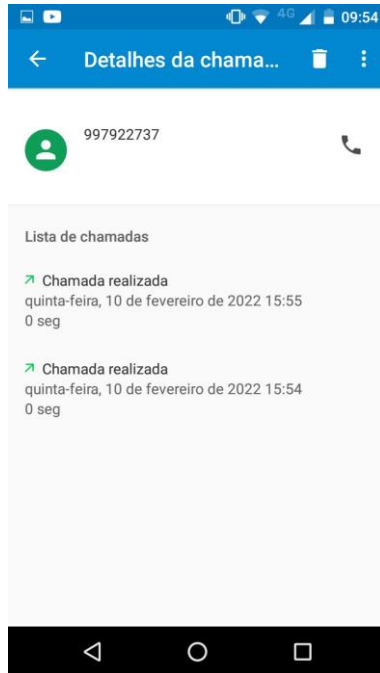 4G 09:54
Detalhes da chama...
997922737
Lista de chamadas
Chamada realizada
quinta-feira, 10 de fevereiro de 2022 15:55
0 seg
Chamada realizada
quinta-feira, 10 de fevereiro de 2022 15:54
0 seg